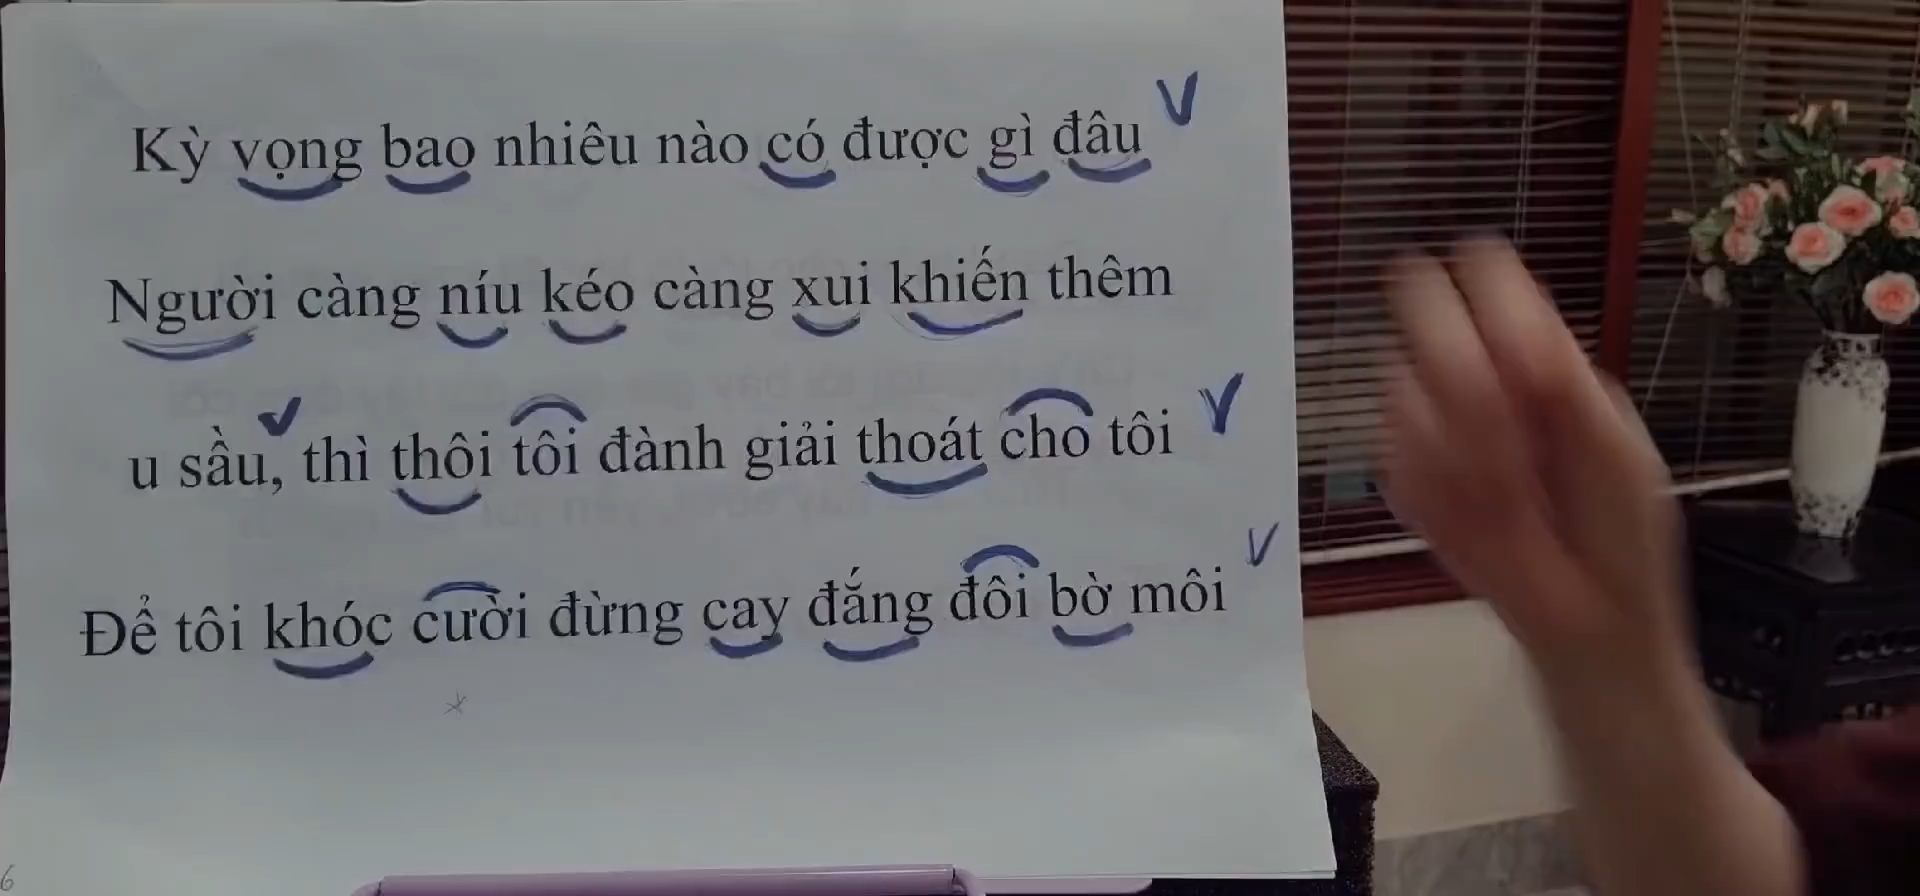 Kỳ vọng bao nhiêu nào có được gì đâu
Người càng níu kéo càng xui khiến thêm
u sầu, thì thôi tôi đành giải thoát cho tôi
Để tôi khóc cười đừng cay đắng đôi bờ môi
6